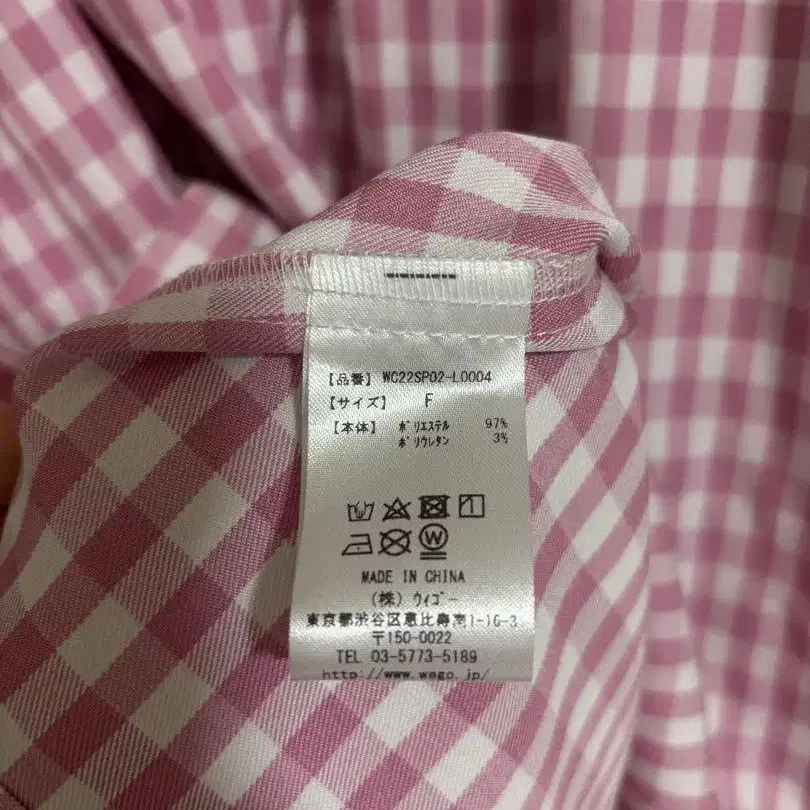 【品番】 WC22SP02-L0004
【サイズ】 F
【本体】 ポリエステル 97%
ポリウレタン 3%
MADE IN CHINA
(株) ウィゴー
東京都渋谷区恵比寿南1-16-3
〒150-0022
TEL 03-5773-5189
http://www.wego.jp/